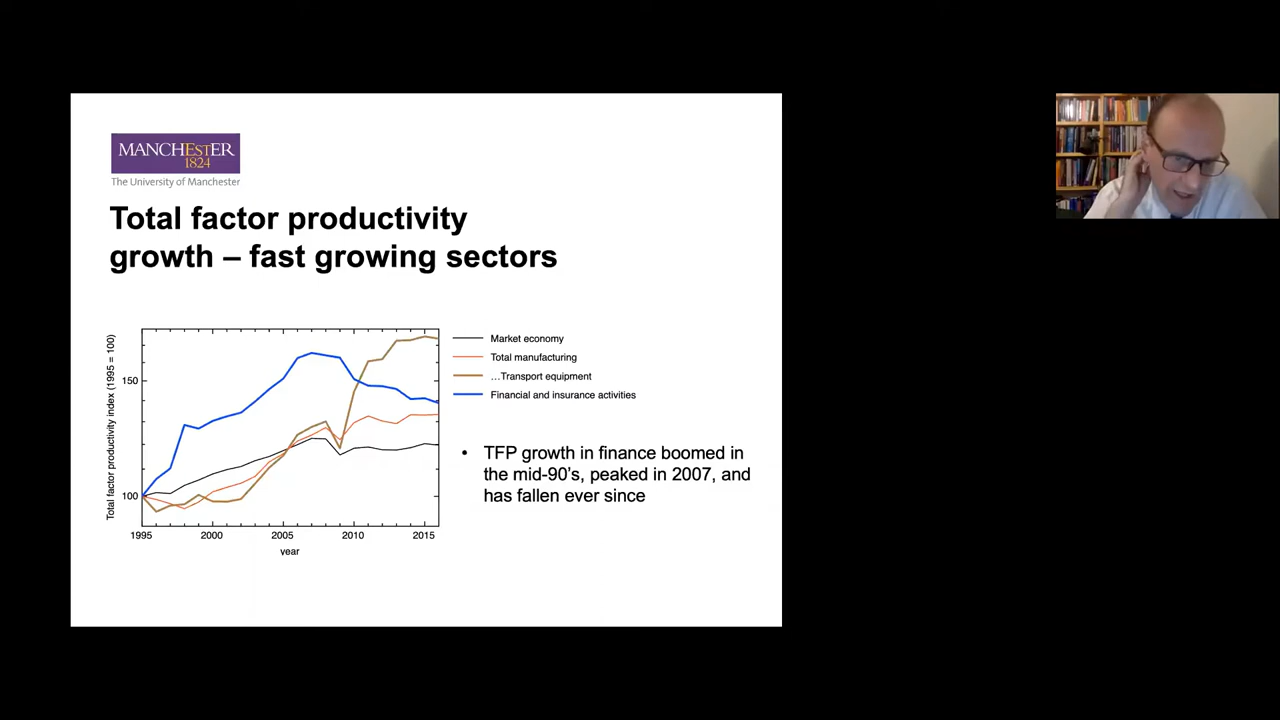 MANCHEsTER
1824
The University of Manchester
Total factor productivity
growth – fast growing sectors
Total factor productivity index (1995 = 100)
150
100
1995 2000 2005 2010 2015
year
Market economy
Total manufacturing
...Transport equipment
Financial and insurance activities
• TFP growth in finance boomed in
the mid-90's, peaked in 2007, and
has fallen ever since